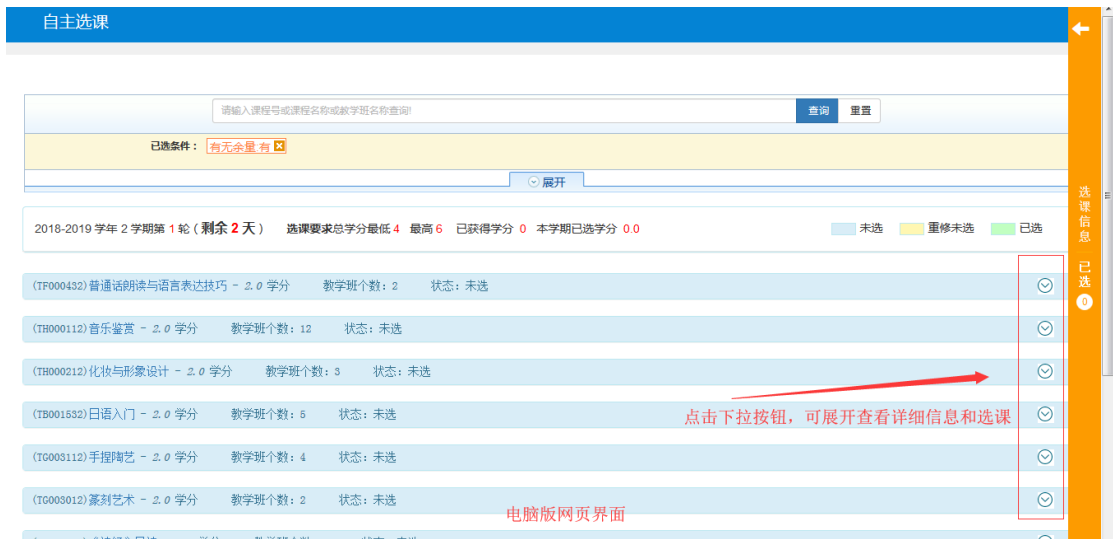 自主选课
请输入课程号或课程名称或教学班名称查询!
查询 重置
已选条件： 有无余量 有
展开
2018-2019 学年 2 学期第 1 轮 ( 剩余 2 天 ) 选课要求总学分最低 4 最高 6 已获得学分 0 本学期已选学分 0.0
未选 重修未选 已选
选课信息 已选 0
(TF000432)普通话朗读与语言表达技巧 - 2.0 学分 教学班个数: 2 状态: 未选
(TH000112)音乐鉴赏 - 2.0 学分 教学班个数: 12 状态: 未选
(TH000212)化妆与形象设计 - 2.0 学分 教学班个数: 3 状态: 未选
(TB001532)日语入门 - 2.0 学分 教学班个数: 5 状态: 未选
点击下拉按钮，可展开查看详细信息和选课
(TG003112)手捏陶艺 - 2.0 学分 教学班个数: 4 状态: 未选
(TG003012)篆刻艺术 - 2.0 学分 教学班个数: 2 状态: 未选
电脑版网页界面